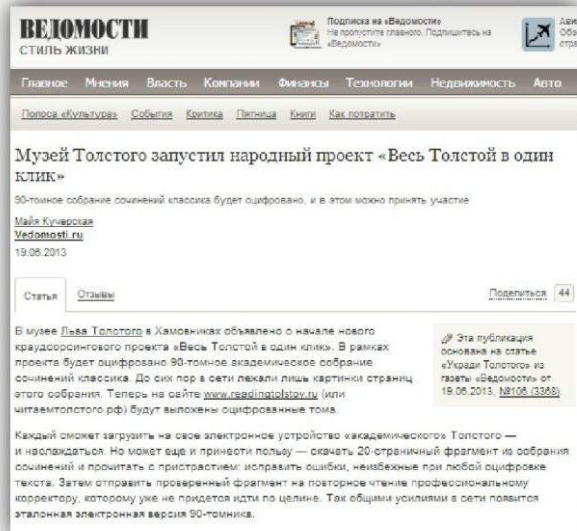 ВЕДОМОСТИ
СТИЛЬ ЖИЗНИ
Подписка на «Ведомости»
Не пропустите главного. Подпишитесь на
«Ведомости»
Главное Мнения Власть Компании Финансы Технологии Недвижимость Авто
Полоса «Культура» События Критика Пятница Книги Как потратить
Музей Толстого запустил народный проект «Весь Толстой в один
клик»
90-томное собрание сочинений классика будет оцифровано, и в этом можно принять участие
Майя Кучерская
Vedomosti.ru
19.06.2013
Статья Отзывы Поделиться 44
В музее Льва Толстого в Хамовниках объявлено о начале нового
краудсорсингового проекта «Весь Толстой в один клик». В рамках
проекта будет оцифровано 90-томное академическое собрание
сочинений классика. До сих пор в сети лежали лишь картинки страниц
этого собрания. Теперь на сайте www.readingtolstoy.ru (или
читаемтолстого.рф) будут выложены оцифрованные тома.
Эта публикация
основана на статье
«Укради Толстого» из
газеты «Ведомости» от
19.06.2013, №106 (3368)
Каждый сможет загрузить на свое электронное устройство «академического» Толстого —
и наслаждаться. Но может еще и принести пользу — скачать 20-страничный фрагмент из собрания
сочинений и прочитать с пристрастием: исправить ошибки, неизбежные при любой оцифровке
текста. Затем отправить проверенный фрагмент на повторное чтение профессиональному
корректору, которому уже не придется идти по целине. Так общими усилиями в сети появится
эталонная электронная версия 90-томника.